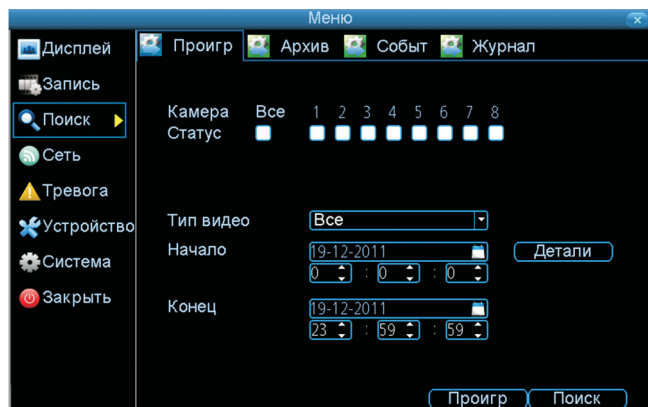 Меню
Дисплей
Запись
Поиск
Сеть
Тревога
Устройство
Система
Закрыть
Проигр Архив Событ Журнал
Камера Все 1 2 3 4 5 6 7 8
Статус
Тип видео Все
Начало 19-12-2011 Детали
0 : 0 : 0
Конец 19-12-2011
23 : 59 : 59
Проигр Поиск